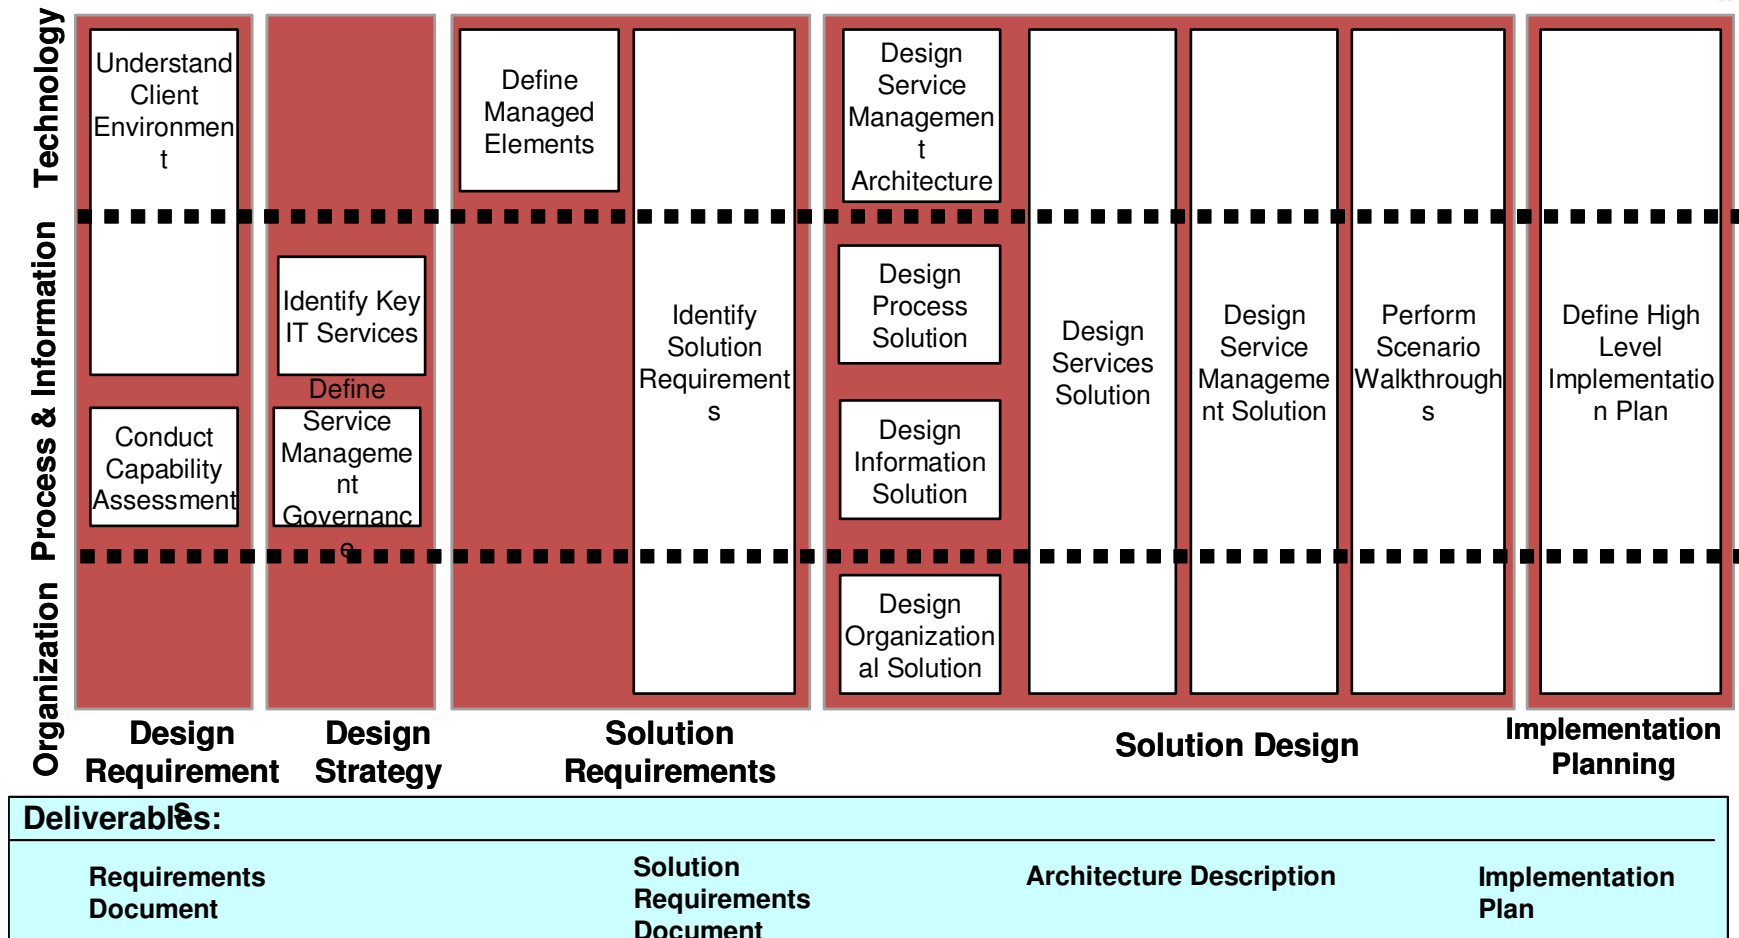 Technology
Process & Information
Organization
Understand
Client
Environmen
t
Conduct
Capability
Assessment
Identify Key
IT Services
Define
Service
Manageme
nt
Governanc
e
Define
Managed
Elements
Identify
Solution
Requirement
s
Design
Service
Managemen
t
Architecture
Design
Process
Solution
Design
Information
Solution
Design
Organization
al Solution
Design
Services
Solution
Design
Service
Manageme
nt Solution
Perform
Scenario
Walkthrough
s
Define High
Level
Implementatio
n Plan
Design
Requirement
s
Design
Strategy
Solution
Requirements
Solution Design
Implementation
Planning
Deliverables:
Requirements
Document
Solution
Requirements
Document
Architecture Description
Implementation
Plan